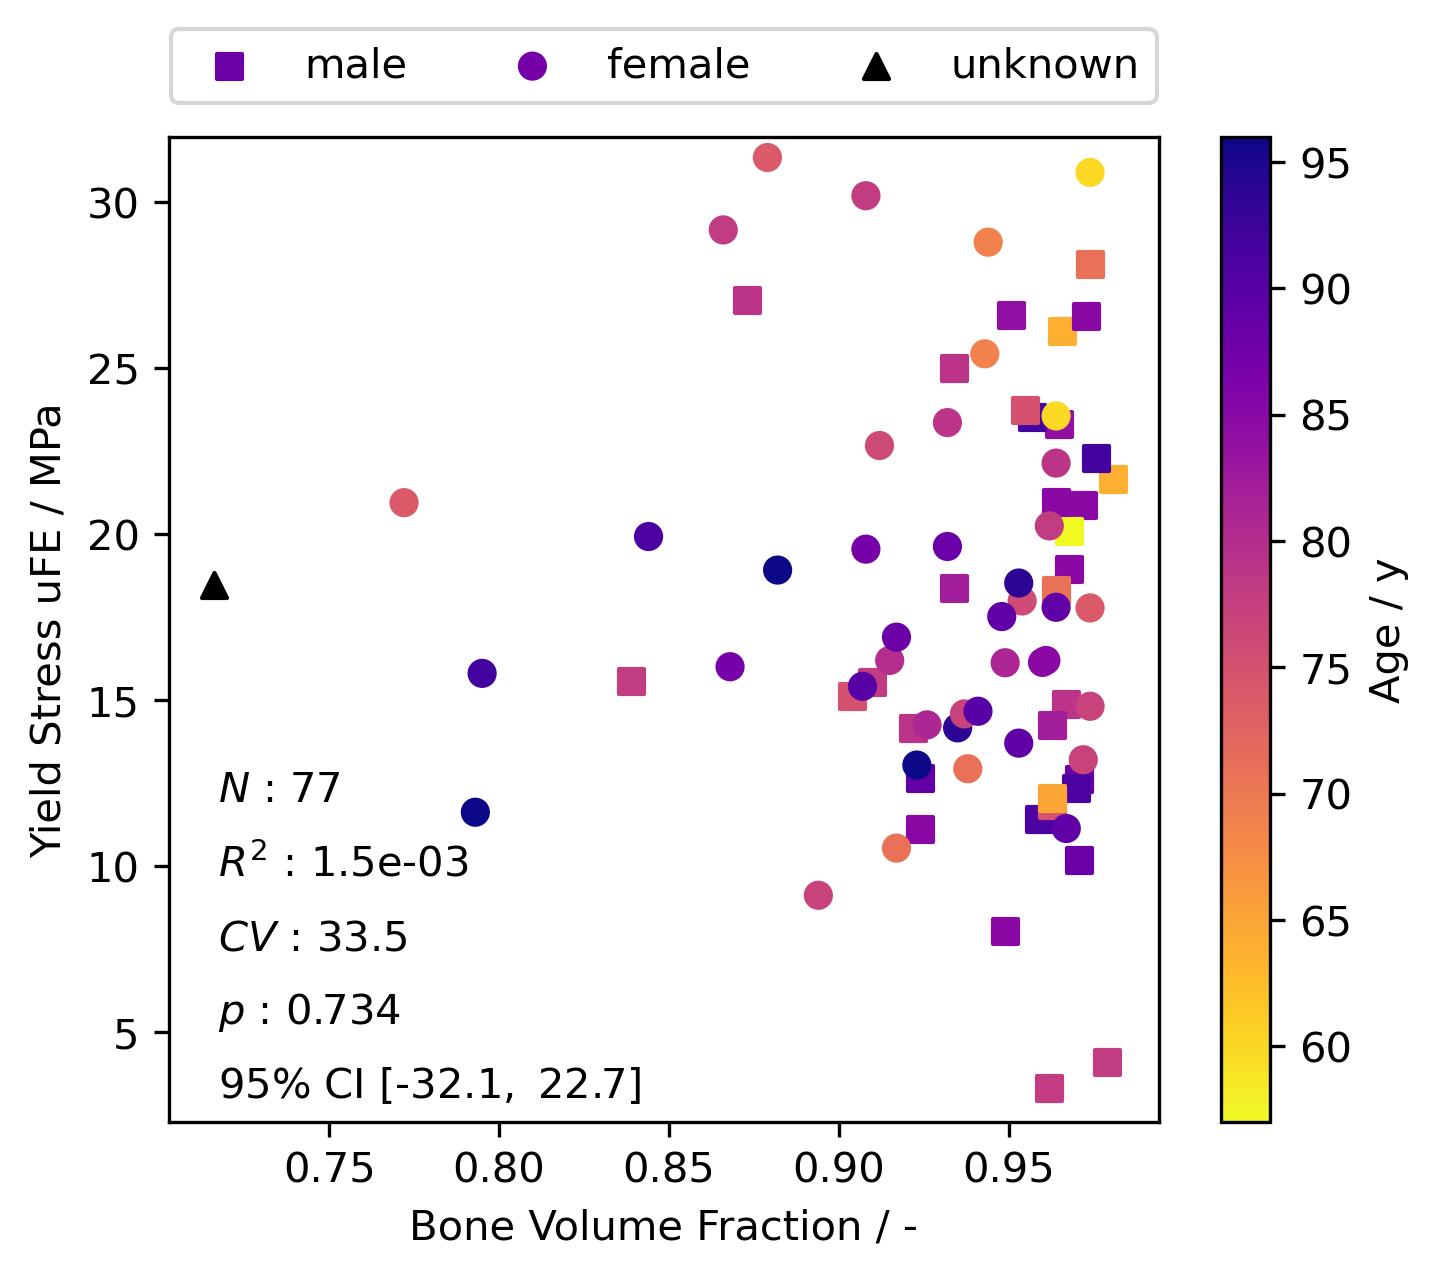 male female unknown
30
25
20
15
10
5
Yield Stress uFE / MPa
N : 77
R² : 1.5e-03
CV : 33.5
p : 0.734
95% CI [-32.1, 22.7]
0.75 0.80 0.85 0.90 0.95
Bone Volume Fraction / -
95
90
85
80
75
70
65
60
Age / y